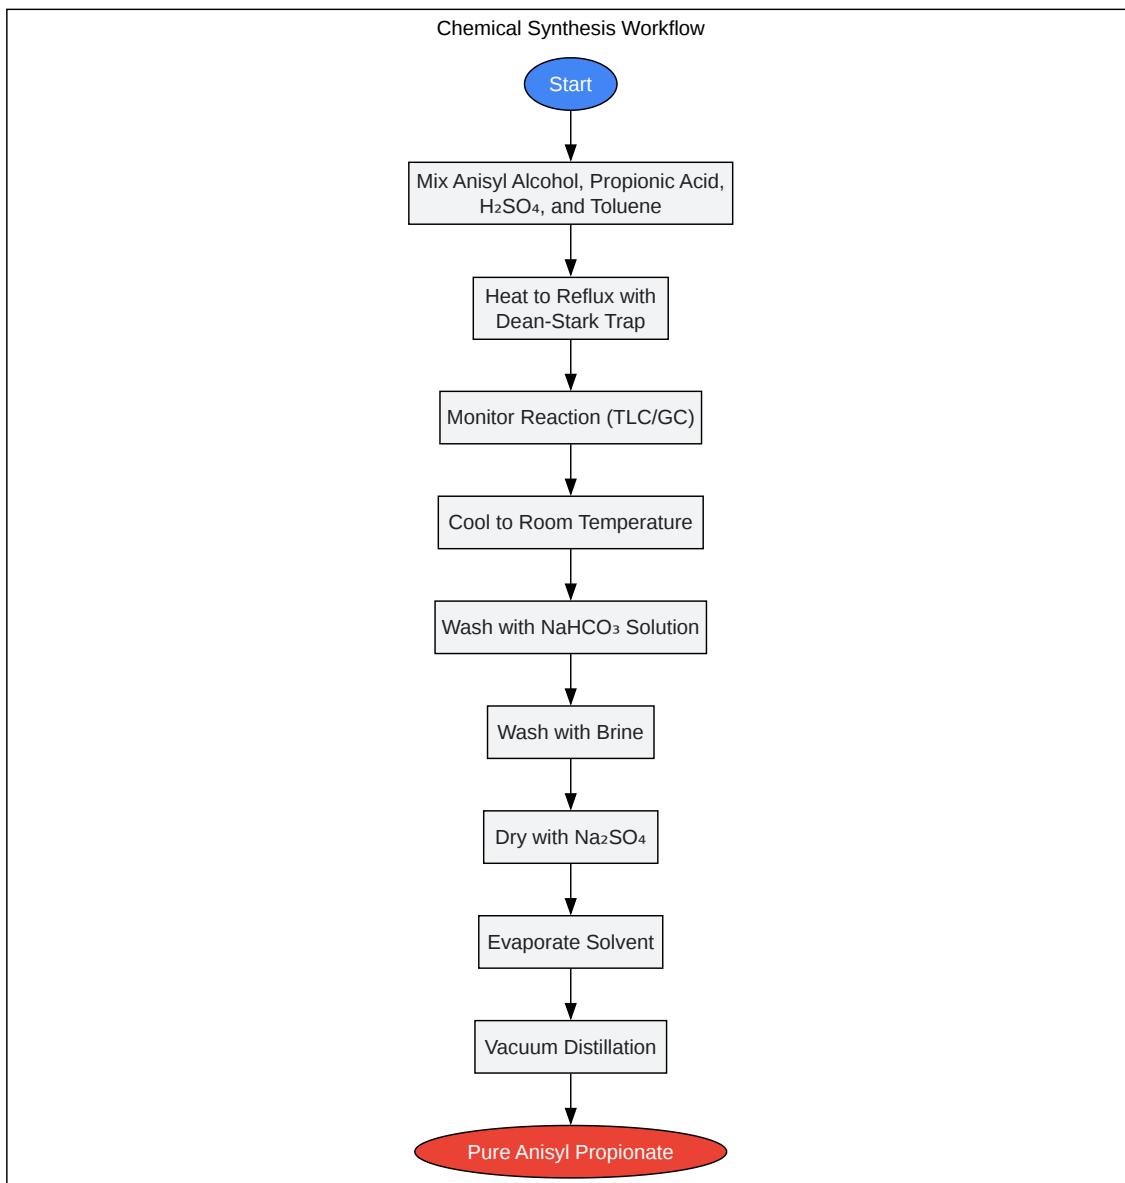 Chemical Synthesis Workflow
Start
Mix Anisyl Alcohol, Propionic Acid,
H₂SO₄, and Toluene
Heat to Reflux with
Dean-Stark Trap
Monitor Reaction (TLC/GC)
Cool to Room Temperature
Wash with NaHCO₃ Solution
Wash with Brine
Dry with Na₂SO₄
Evaporate Solvent
Vacuum Distillation
Pure Anisyl Propionate